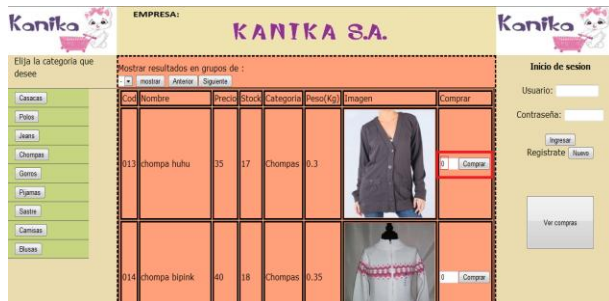 Kanika
EMPRESA:
KANIKA S.A.
Kanika
Elija la categoria que
desee
Casacas
Polos
Jeans
Chompas
Gorros
Pijamas
Sastre
Camisas
Blusas
Mostrar resultados en grupos de :
- mostrar Anterior Siguiente
Cod Nombre Precio Stock Categoria Peso(Kg) Imagen Comprar
013 chompa huhu 35 17 Chompas 0.3 0 Comprar
014 chompa bipink 40 18 Chompas 0.35 0 Comprar
Inicio de sesion
Usuario:
Contraseña:
Ingresar
Registrate Nuevo
Ver compras